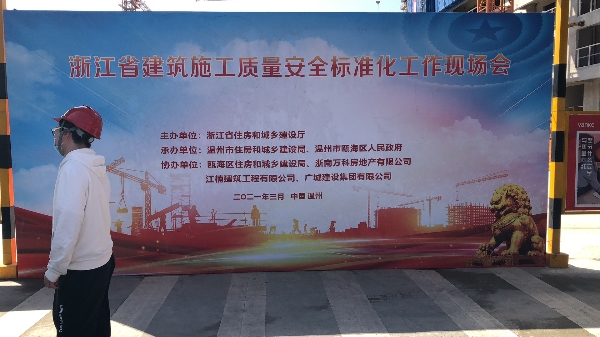 浙江省建筑施工质量安全标准化工作现场会
主办单位：浙江省住房和城乡建设厅
承办单位：温州市住房和城乡建设局、温州市瓯海区人民政府
协办单位：瓯海区住房和城乡建设局、浙南万科房地产有限公司
江楠建筑工程有限公司、广城建设集团有限公司
二〇二一年三月 中国 温州